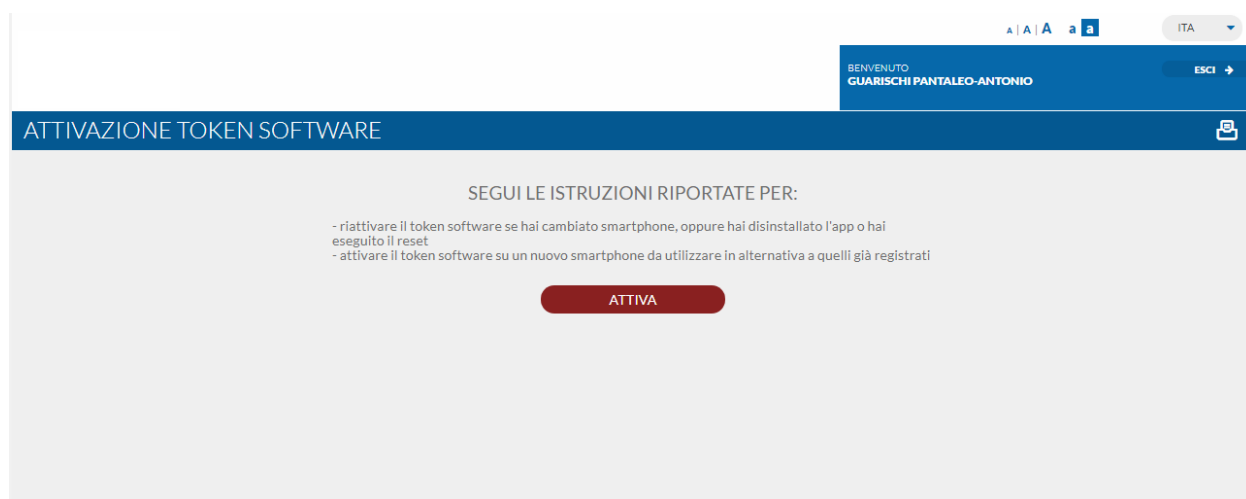 A | A | A a a ITA
BENVENUTO
GUARISCHI PANTALEO-ANTONIO
ESCI
ATTIVAZIONE TOKEN SOFTWARE
SEGUI LE ISTRUZIONI RIPORTATE PER:
- riattivare il token software se hai cambiato smartphone, oppure hai disinstallato l'app o hai
eseguito il reset
- attivare il token software su un nuovo smartphone da utilizzare in alternativa a quelli già registrati
ATTIVA